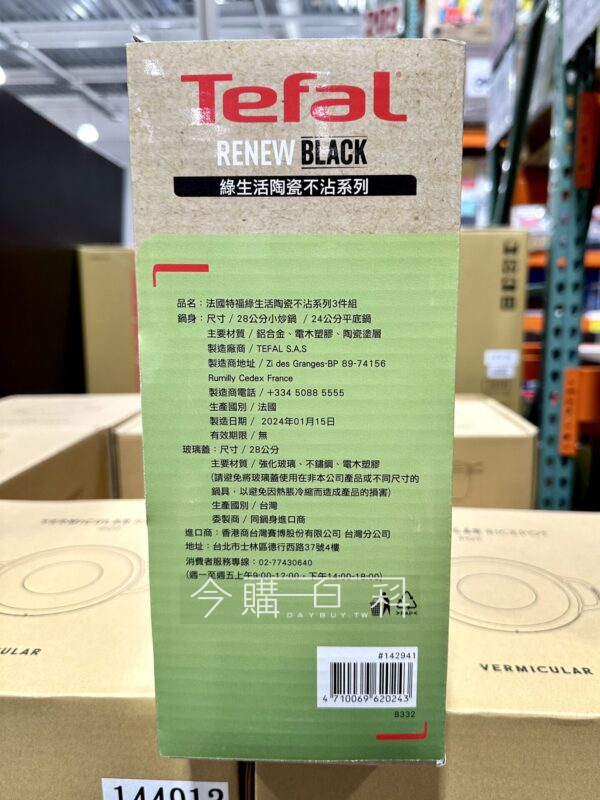 Tefal
RENEW BLACK
綠生活陶瓷不沾系列
品名：法國特福綠生活陶瓷不沾系列3件組
鍋身：尺寸 / 28公分小炒鍋 / 24公分平底鍋
主要材質 / 鋁合金、電木塑膠、陶瓷塗層
製造廠商 / TEFAL S.A.S
製造商地址 / Zi des Granges-BP 89-74156
Rumilly Cedex France
製造商電話 / +334 5088 5555
生產國別 / 法國
製造日期 / 2024年01月15日
有效期限 / 無
玻璃蓋：尺寸 / 28公分
主要材質 / 強化玻璃、不鏽鋼、電木塑膠
(請避免將玻璃蓋使用在非本公司產品或不同尺寸的
鍋具，以避免因熱脹冷縮而造成產品的損害)
生產國別 / 台灣
委製商 / 同鍋身進口商
進口商：香港商台灣賽博股份有限公司 台灣分公司
地址：台北市士林區德行西路37號4樓
消費者服務專線：02-77430640
(週一至週五上午9:00-12:00，下午14:00-18:00)
今購百科
DAYBUY.TW
PAP
#142941
4 710069 620243
B332
VERMICULAR
144912